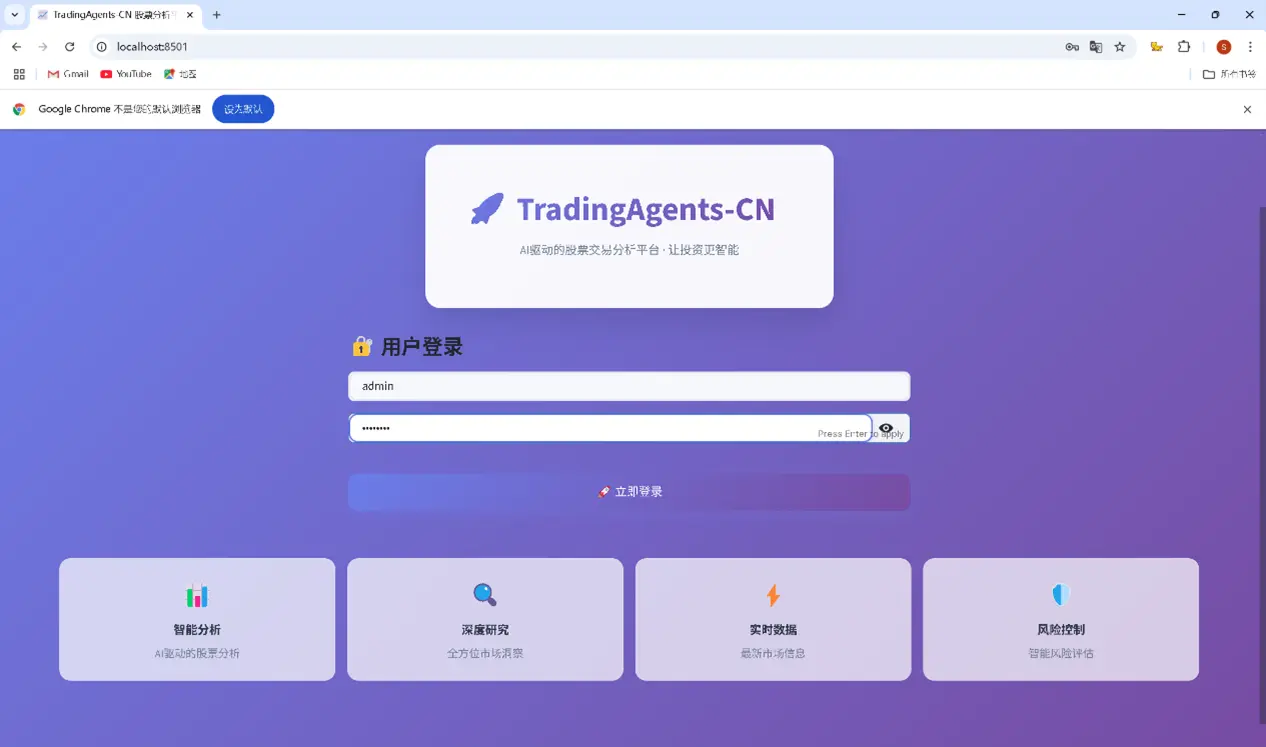 TradingAgents-CN 股票分析平
localhost:8501
Gmail
YouTube
地图
所有书签
Google Chrome 不是您的默认浏览器
设为默认
TradingAgents-CN
AI驱动的股票交易分析平台 · 让投资更智能
用户登录
admin
••••••••
Press Enter to apply
立即登录
智能分析
AI驱动的股票分析
深度研究
全方位市场洞察
实时数据
最新市场信息
风险控制
智能风险评估